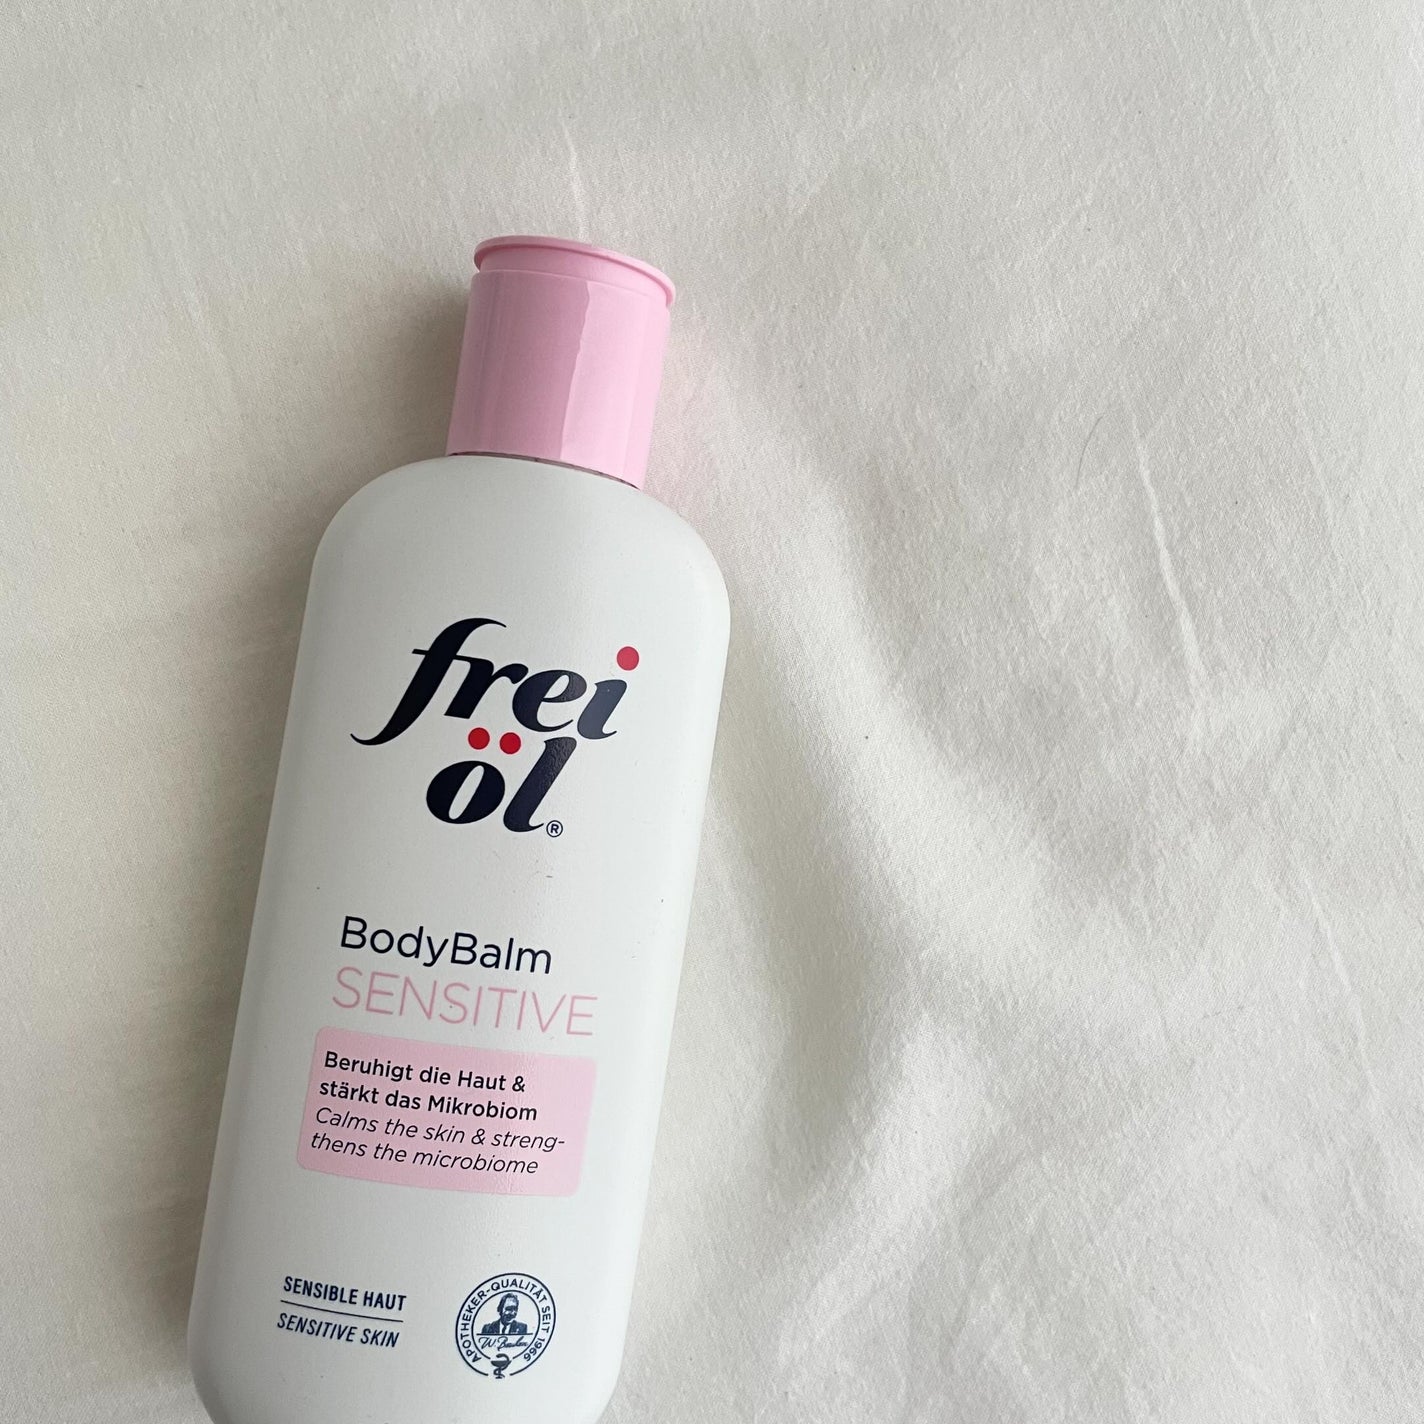 frei
öl®
BodyBalm
SENSITIVE
Beruhigt die Haut &
stärkt das Mikrobiom
Calms the skin & streng-
thens the microbiome
SENSIBLE HAUT
SENSITIVE SKIN
APOTHEKER-QUALITÄT SEIT 1966